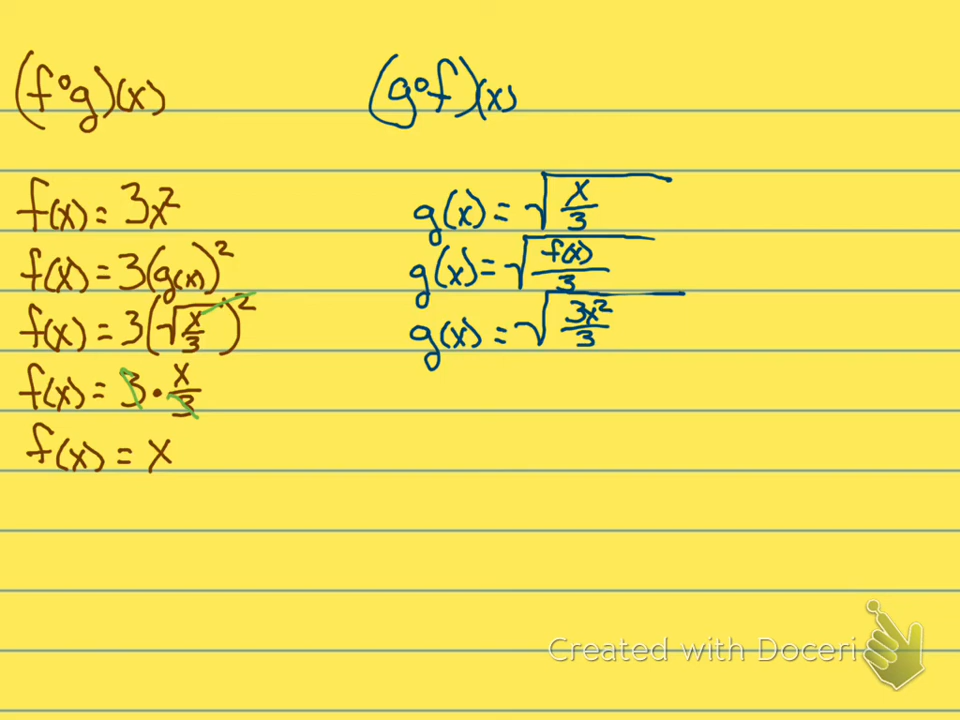 (f∘g)(x)
f(x) = 3x²
f(x) = 3(g(x))²
f(x) = 3(√(x/3))²
f(x) = 3 · x/3
f(x) = x
(g∘f)(x)
g(x) = √(x/3)
g(x) = √(f(x)/3)
g(x) = √(3x²/3)
Created with Doceri